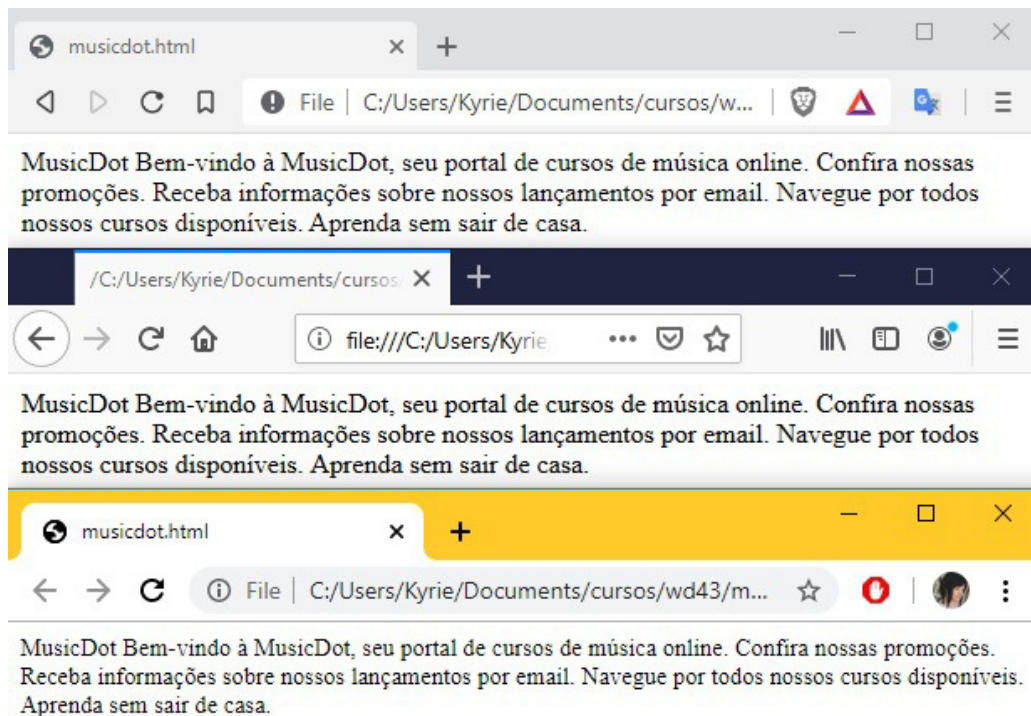 musicdot.html
File C:/Users/Kyrie/Documents/cursos/w...
MusicDot Bem-vindo à MusicDot, seu portal de cursos de música online. Confira nossas
promoções. Receba informações sobre nossos lançamentos por email. Navegue por todos
nossos cursos disponíveis. Aprenda sem sair de casa.
/C:/Users/Kyrie/Documents/cursos/
file:///C:/Users/Kyrie/
MusicDot Bem-vindo à MusicDot, seu portal de cursos de música online. Confira nossas
promoções. Receba informações sobre nossos lançamentos por email. Navegue por todos
nossos cursos disponíveis. Aprenda sem sair de casa.
musicdot.html
File C:/Users/Kyrie/Documents/cursos/wd43/m...
MusicDot Bem-vindo à MusicDot, seu portal de cursos de música online. Confira nossas promoções.
Receba informações sobre nossos lançamentos por email. Navegue por todos nossos cursos disponíveis.
Aprenda sem sair de casa.